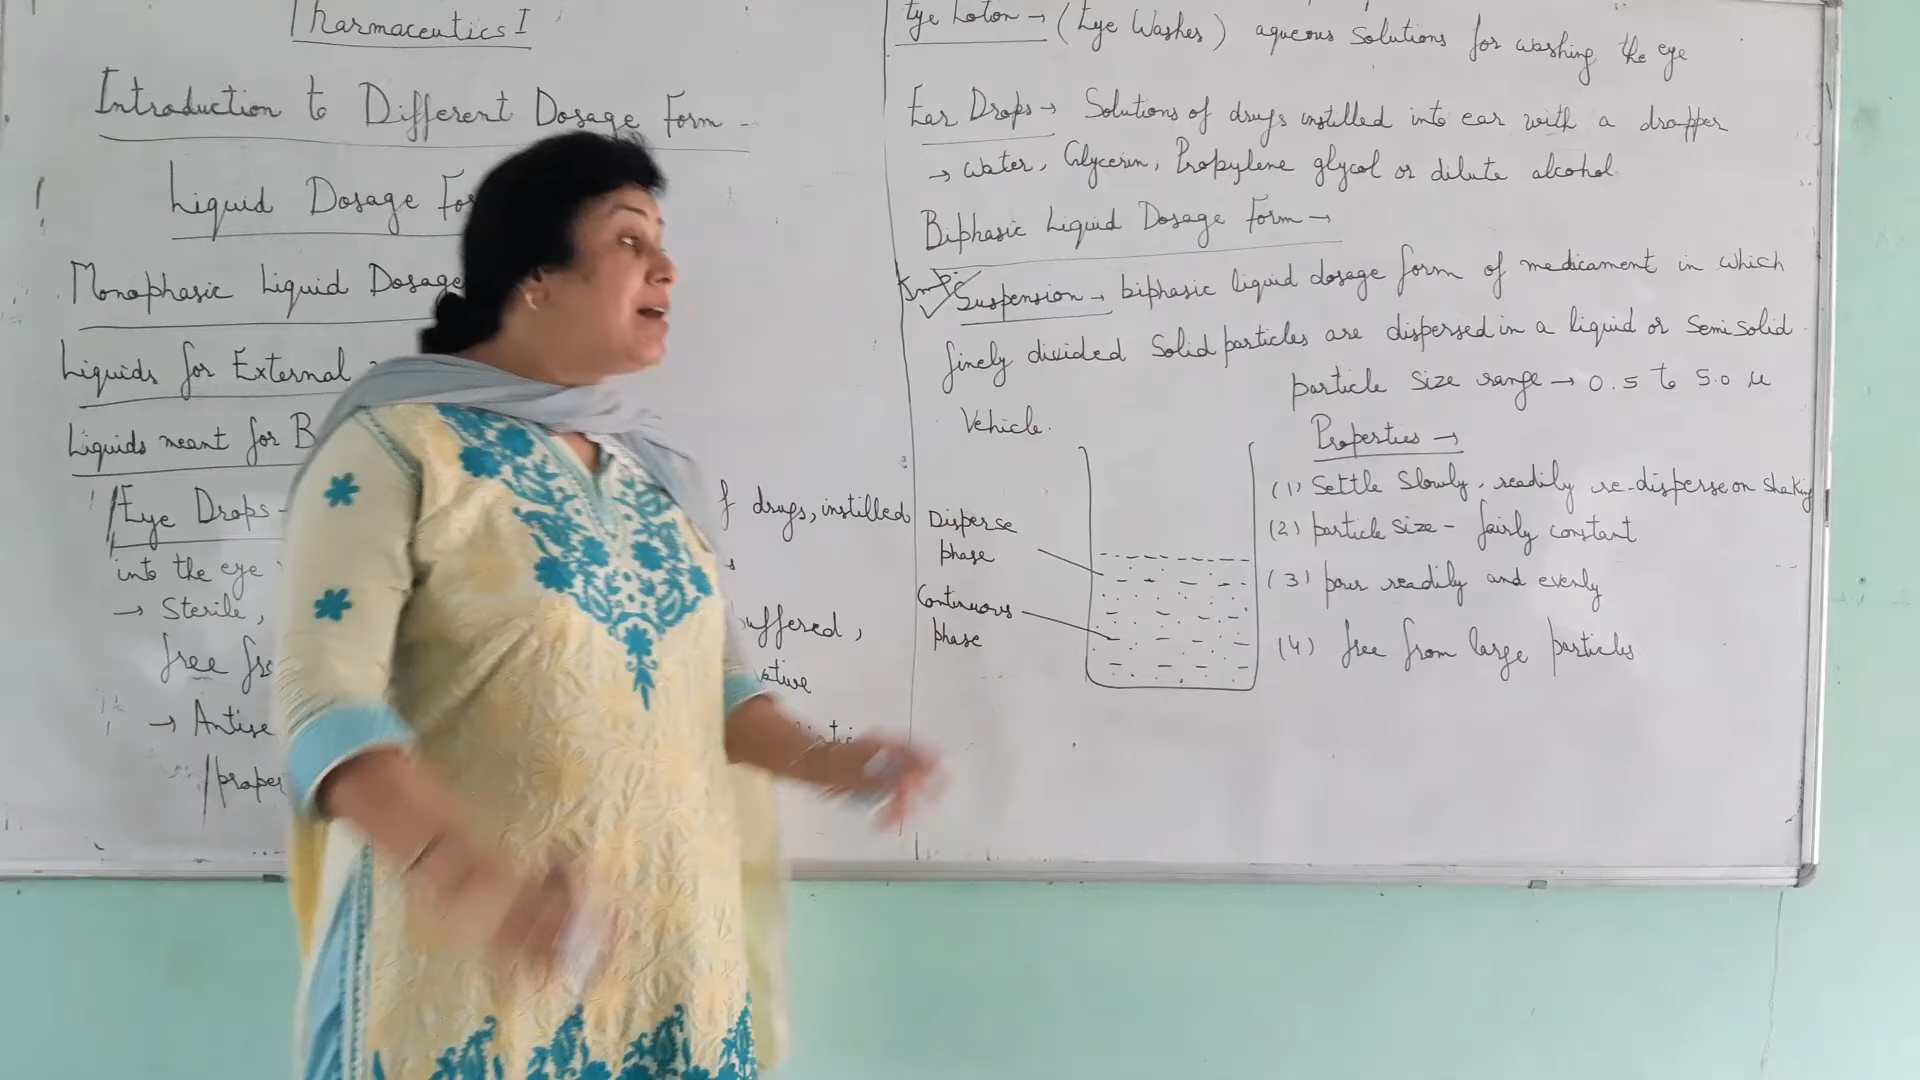 Pharmaceutics I
Introduction to Different Dosage Form -
Liquid Dosage For
Monophasic Liquid Dosage
Liquids for External
Liquids meant for B
Eye Drops - f drugs, instilled
into the eye s
→ Sterile, uffered,
free fro vative
→ Antise
proper
Eye Loton → (Eye Washes) aqueous Solutions for washing the eye
Ear Drops → Solutions of drugs instilled into ear with a dropper
→ Water, Glycerin, Propylene glycol or dilute alcohol
Biphasic Liquid Dosage Form →
Imp. Suspension → biphasic liquid dosage form of medicament in which
finely divided Solid particles are dispersed in a liquid or Semi solid
Vehicle.
particle size range → 0.5 to 5.0 µ
Properties →
(1) Settle Slowly, readily re-disperse on shaking
(2) particle size - fairly constant
(3) pour readily and evenly
(4) free from large particles
Disperse
phase
Continuous
phase